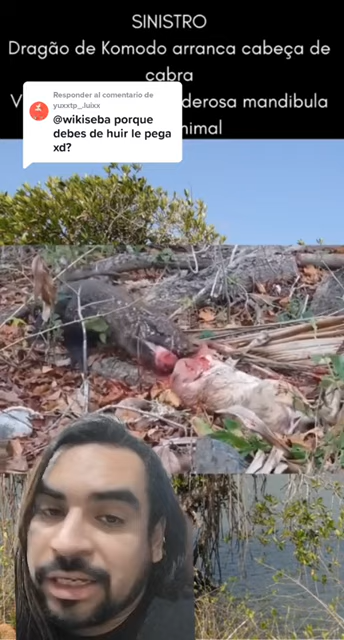 SINISTRO
Dragão de Komodo arranca cabeça de
cabra
Responder al comentario de
yuxxtp_.luixx
@wikiseba porque
debes de huir le pega
xd?
V
derosa mandibula
nimal